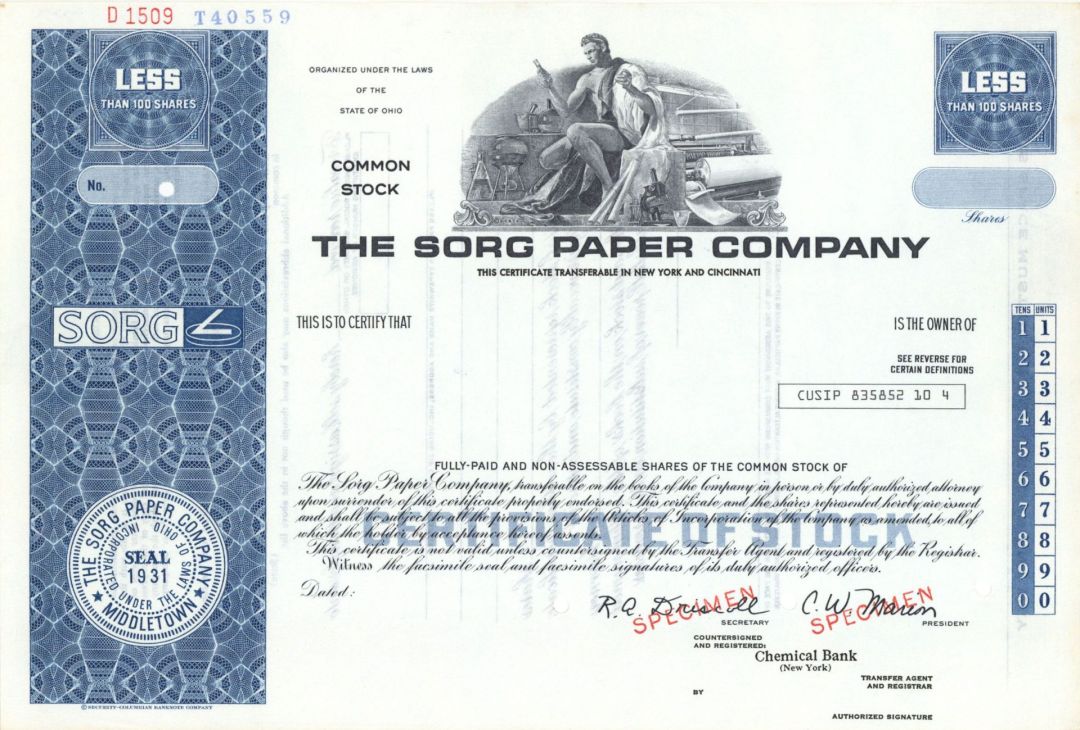 D 1509 T40559
LESS
THAN 100 SHARES
No.
ORGANIZED UNDER THE LAWS
OF THE
STATE OF OHIO
COMMON
STOCK
LESS
THAN 100 SHARES
Shares
THE SORG PAPER COMPANY
THIS CERTIFICATE TRANSFERABLE IN NEW YORK AND CINCINNATI
SORG
THIS IS TO CERTIFY THAT
IS THE OWNER OF
SEE REVERSE FOR
CERTAIN DEFINITIONS
CUSIP 835852 10 4
TENS UNITS
1 1
2 2
3 3
4 4
5 5
6 6
7 7
8 8
9 9
0 0
FULLY-PAID AND NON-ASSESSABLE SHARES OF THE COMMON STOCK OF
The Sorg Paper Company, transferable on the books of the Company in person or by duly authorized attorney
upon surrender of this certificate properly endorsed. This certificate and the shares represented hereby are issued
and shall be subject to all the provisions of the Articles of Incorporation of the Company as amended, to all of
which the holder by acceptance hereof assents.
CERTIFICATE OF STOCK
This certificate is not valid unless countersigned by the Transfer Agent and registered by the Registrar.
Witness the facsimile seal and facsimile signatures of its duly authorized officers.
Dated:
THE SORG PAPER COMPANY
MIDDLETOWN
INCORPORATED UNDER THE LAWS OF OHIO
SEAL
1931
R.A. Driscoll
SPECIMEN
SECRETARY
C.W. Marin
SPECIMEN
PRESIDENT
COUNTERSIGNED
AND REGISTERED:
Chemical Bank
(New York)
TRANSFER AGENT
AND REGISTRAR
BY
AUTHORIZED SIGNATURE
© SECURITY-COLUMBIAN BANKNOTE COMPANY